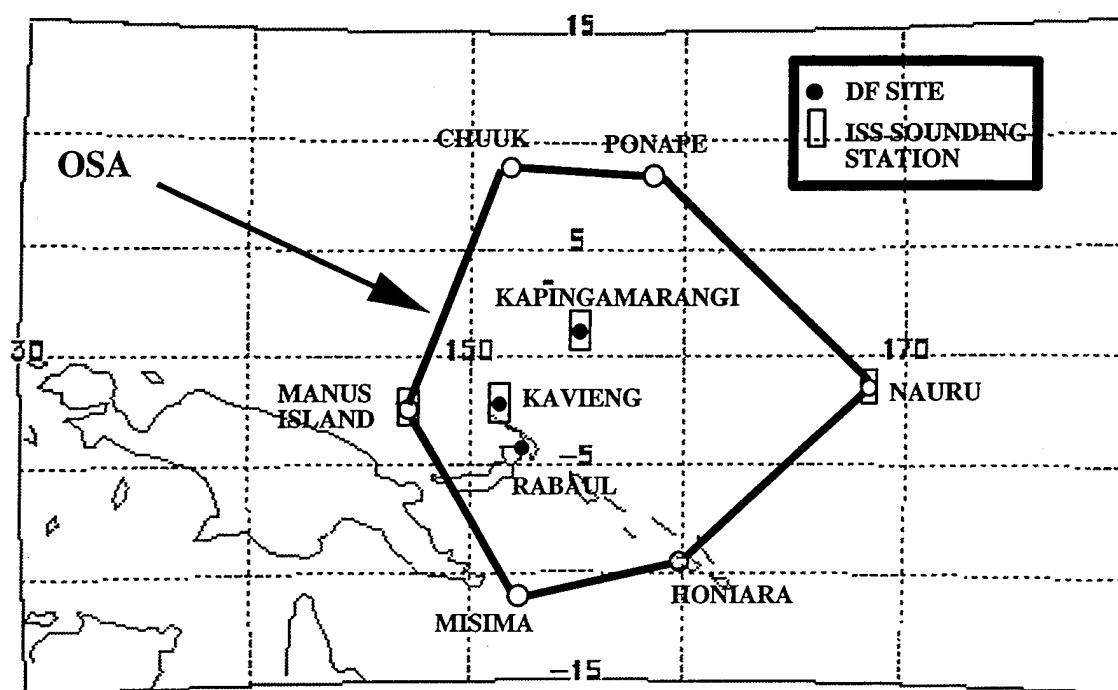 15
DF SITE
ISS SOUNDING
STATION
CHUUK
PONAPE
OSA
5
KAPINGAMARANGI
30
150
170
MANUS
ISLAND
KAVIENG
NAURU
-5
RABAUL
HONIARA
MISIMA
-15